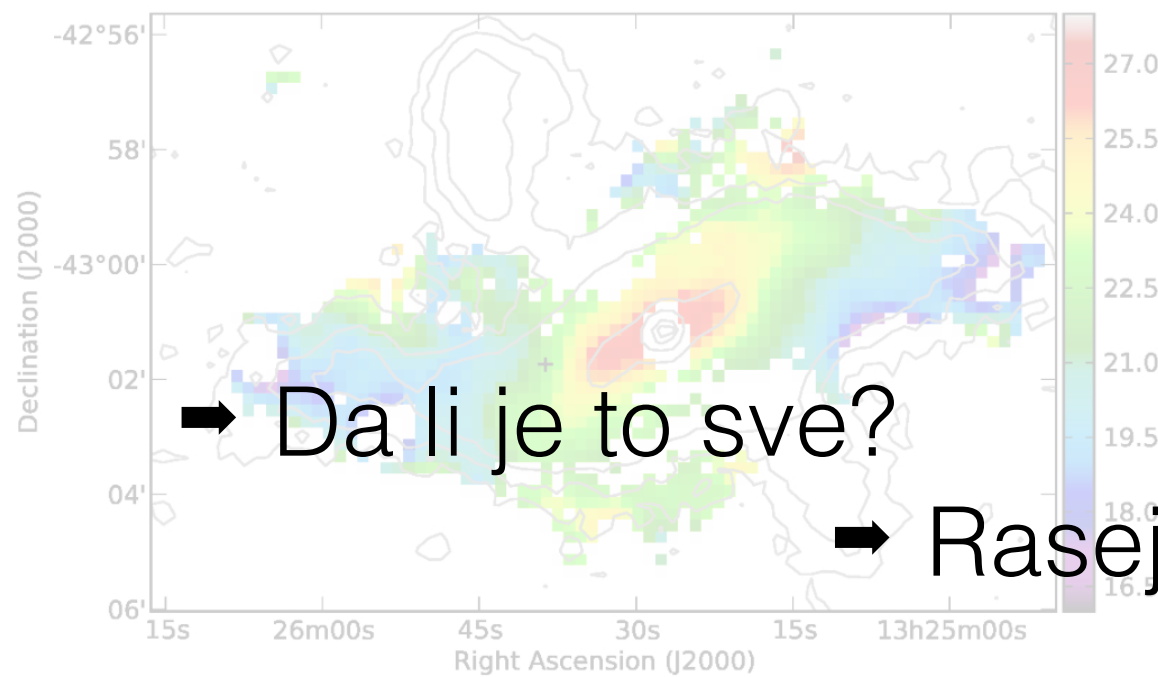 -42°56'
58'
-43°00'
02'
04'
06'
Declination (J2000)
27.0
25.5
24.0
22.5
21.0
19.5
18.0
16.5
➡ Da li je to sve?
➡ Rasej
15s 26m00s 45s 30s 15s 13h25m00s
Right Ascension (J2000)